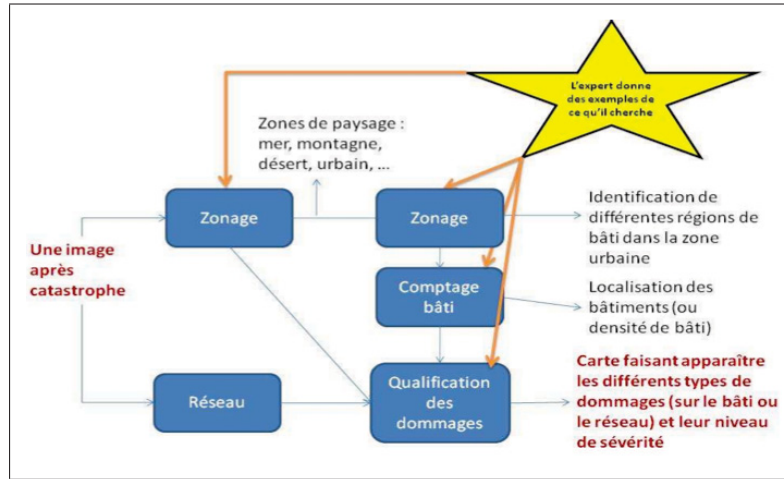 L'expert donne
des exemples de
ce qu'il cherche
Zones de paysage :
mer, montagne,
désert, urbain, ...
Zonage
Zonage
Identification de
différentes régions de
bâti dans la zone
urbaine
Une image
après
catastrophe
Comptage
bâti
Localisation des
bâtiments (ou
densité de bâti)
Réseau
Qualification
des
dommages
Carte faisant apparaître
les différents types de
dommages (sur le bâti ou
le réseau) et leur niveau
de sévérité